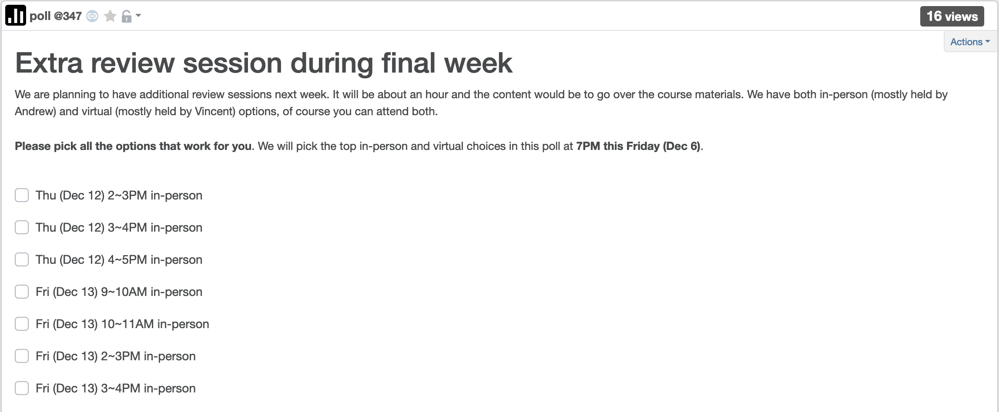 poll @347
16 views
Actions
Extra review session during final week
We are planning to have additional review sessions next week. It will be about an hour and the content would be to go over the course materials. We have both in-person (mostly held by
Andrew) and virtual (mostly held by Vincent) options, of course you can attend both.
Please pick all the options that work for you. We will pick the top in-person and virtual choices in this poll at 7PM this Friday (Dec 6).
Thu (Dec 12) 2~3PM in-person
Thu (Dec 12) 3~4PM in-person
Thu (Dec 12) 4~5PM in-person
Fri (Dec 13) 9~10AM in-person
Fri (Dec 13) 10~11AM in-person
Fri (Dec 13) 2~3PM in-person
Fri (Dec 13) 3~4PM in-person